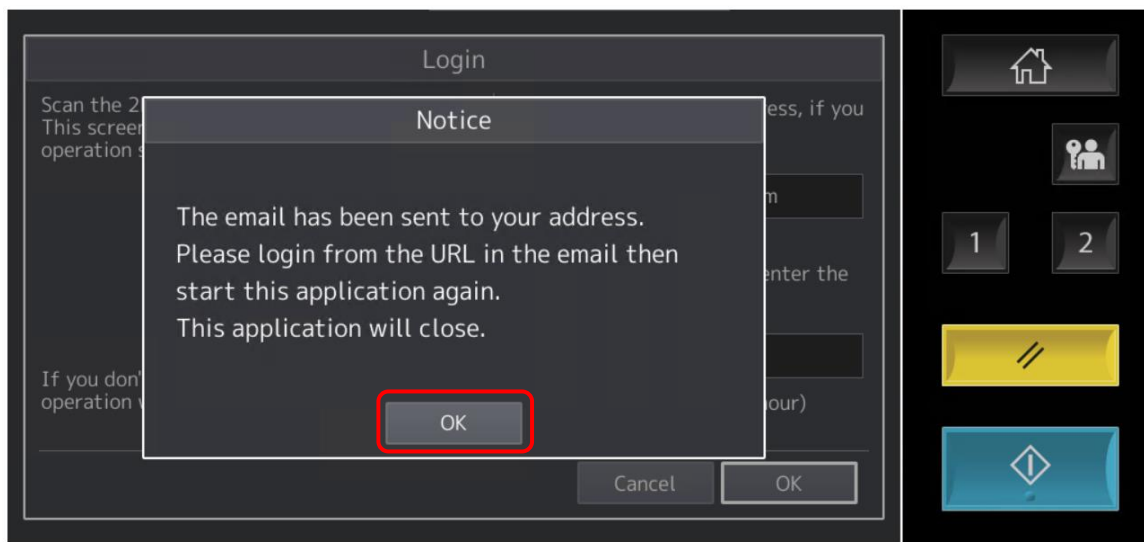 Login
Scan the 2
ess, if you
This screen
operation s
Notice
m
The email has been sent to your address.
Please login from the URL in the email then
start this application again.
This application will close.
enter the
If you don'
operation
our)
OK
Cancel
OK
1
2